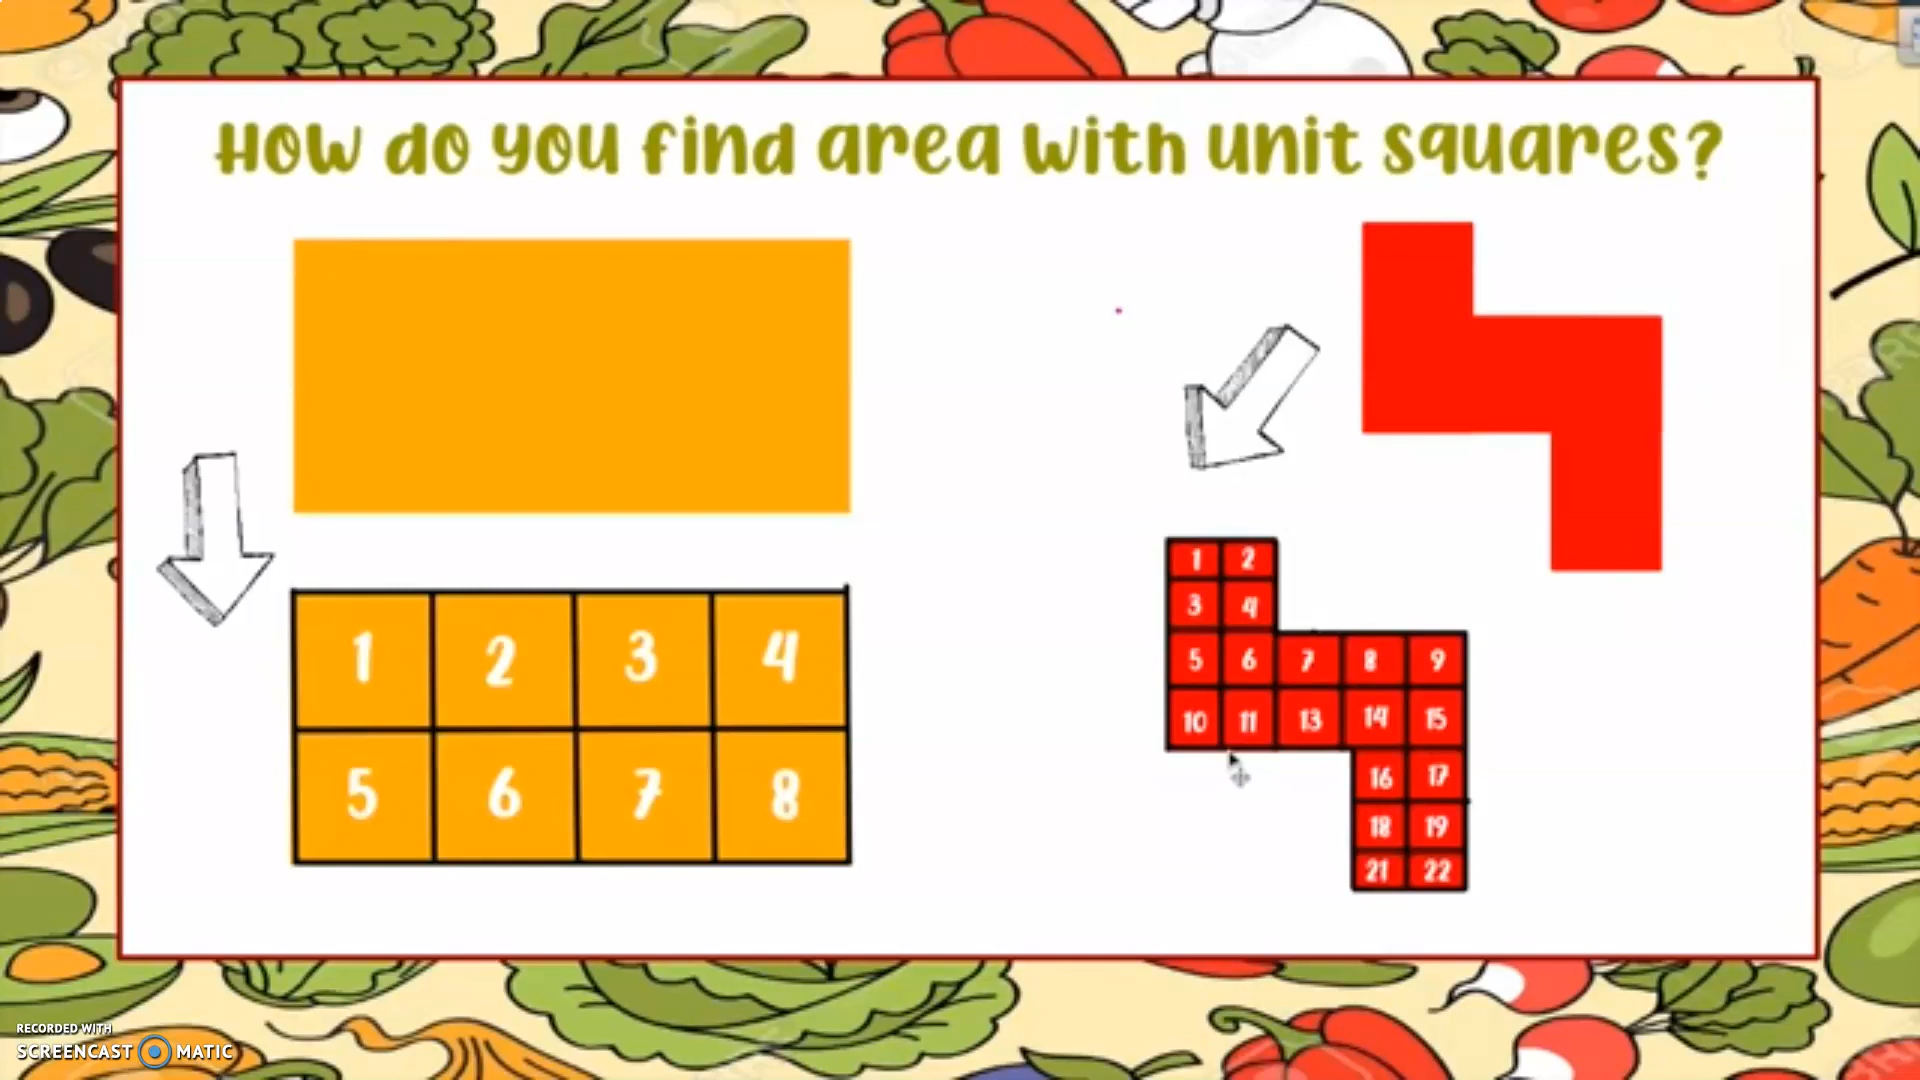 How do you find area with unit squares?
1 2 3 4
5 6 7 8
1 2
3 4
5 6 7 8 9
10 11 13 14 15
16 17
18 19
21 22
RECORDED WITH
SCREENCAST MATIC